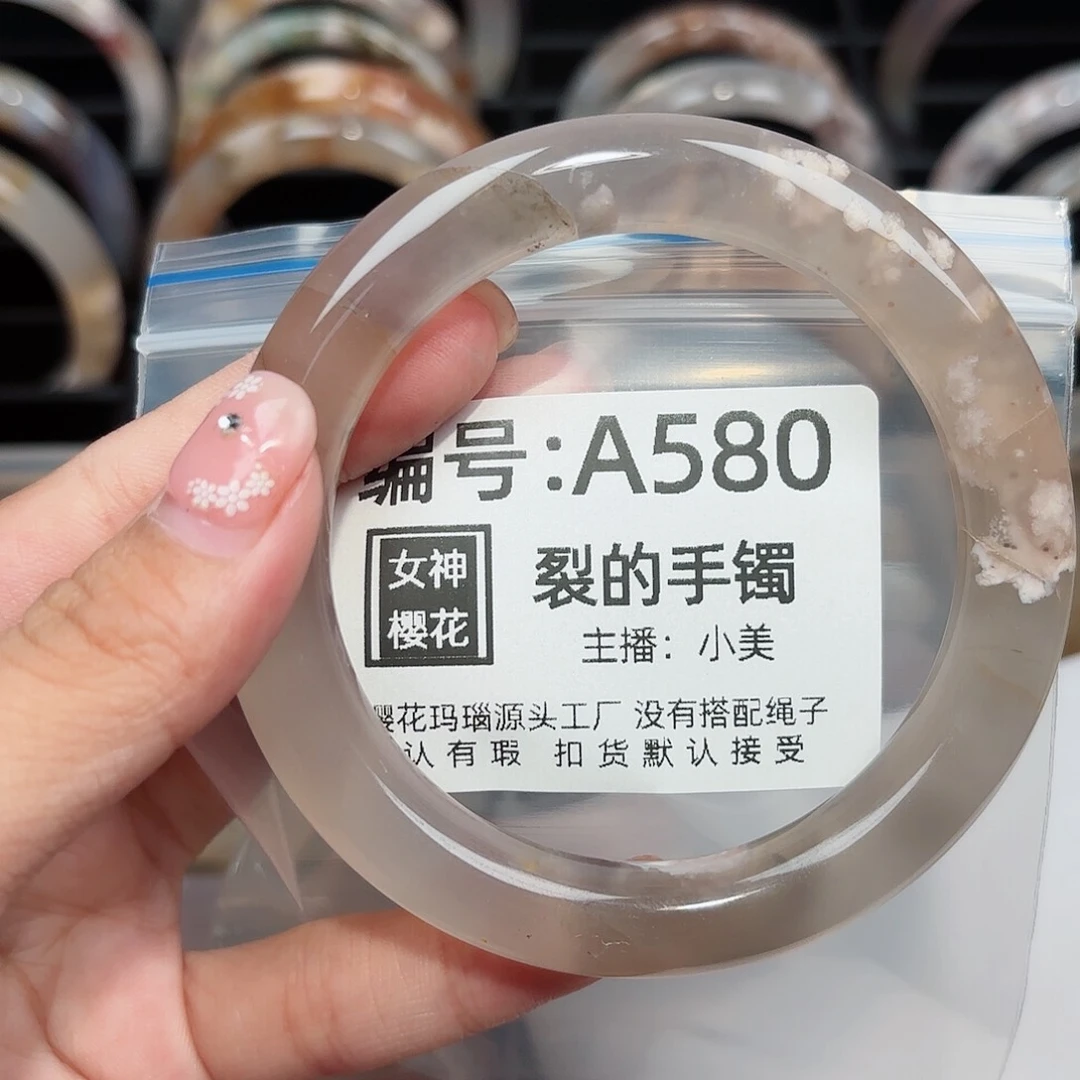 编号:A580
女神
樱花
裂的手镯
主播：小美
樱花玛瑙源头工厂 没有搭配绳子
认有瑕 扣货默认接受